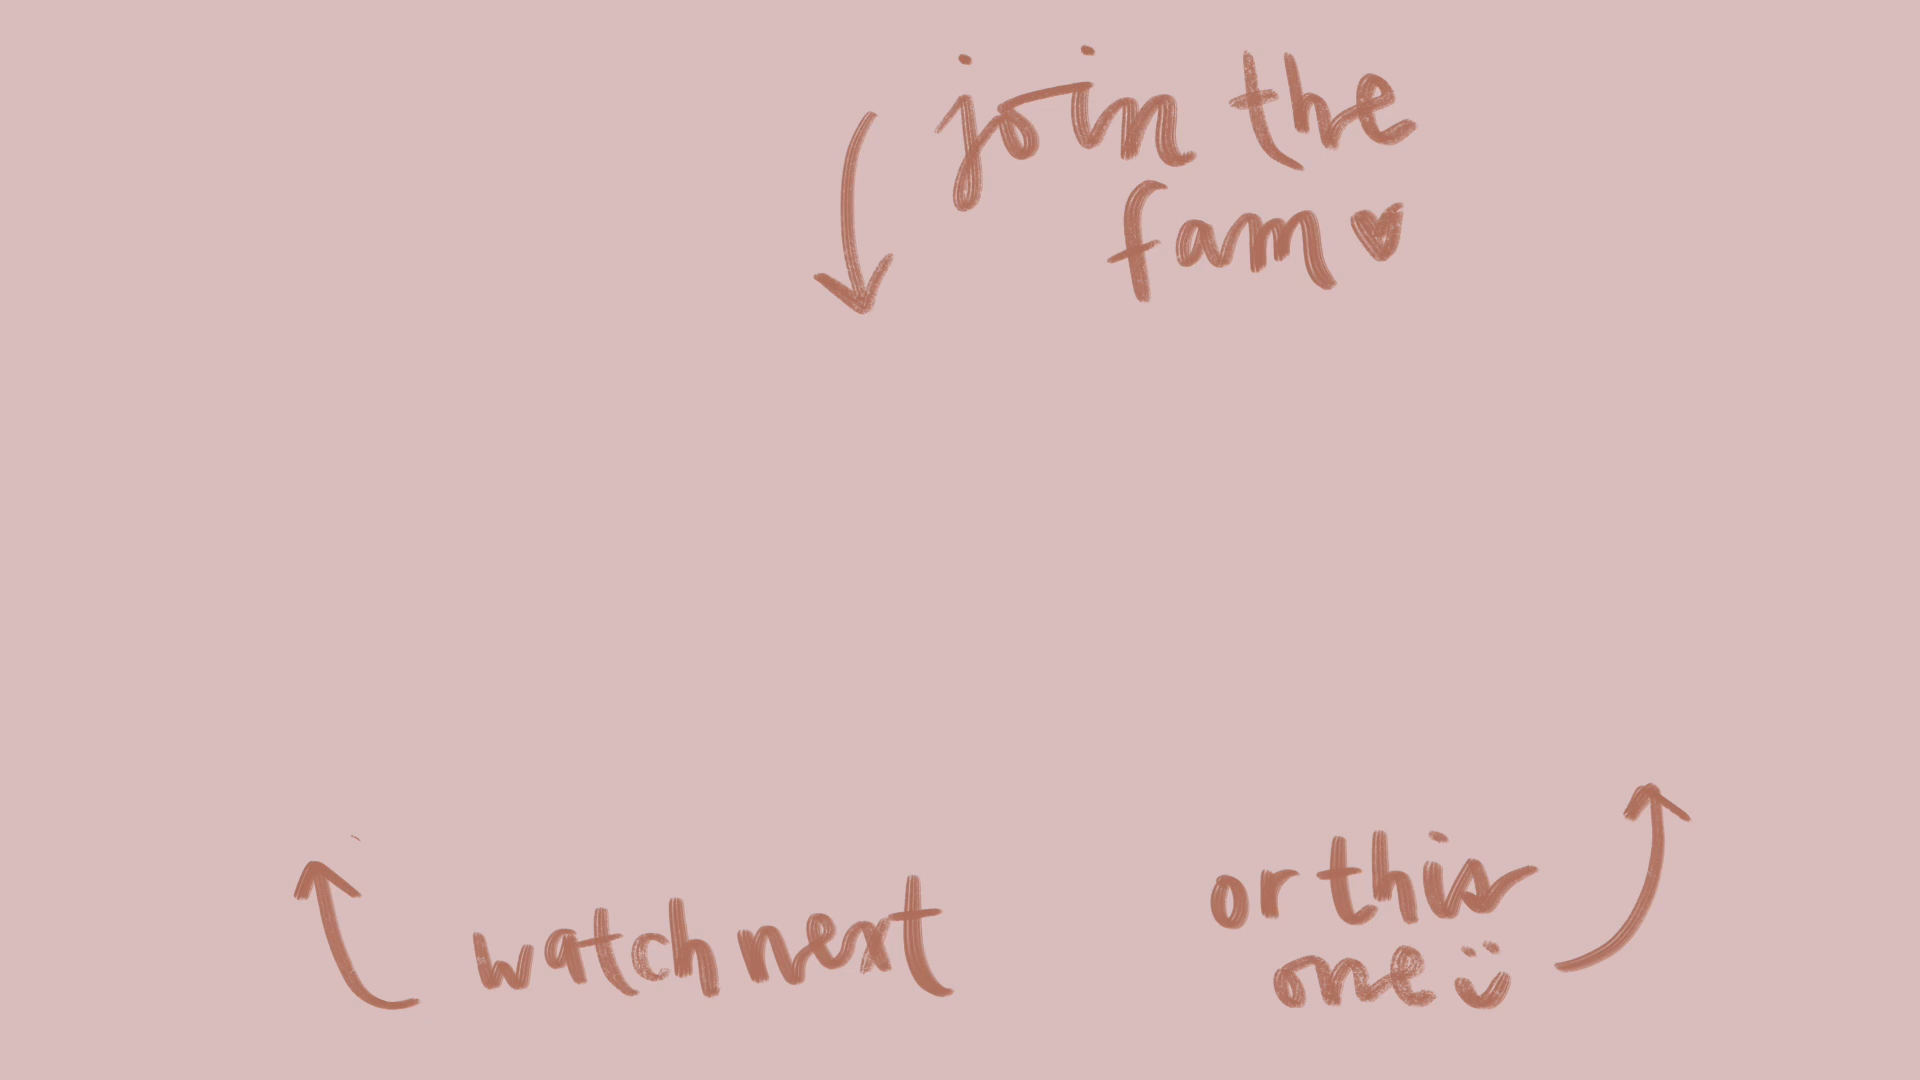 join the
fam
watch next
or this
one